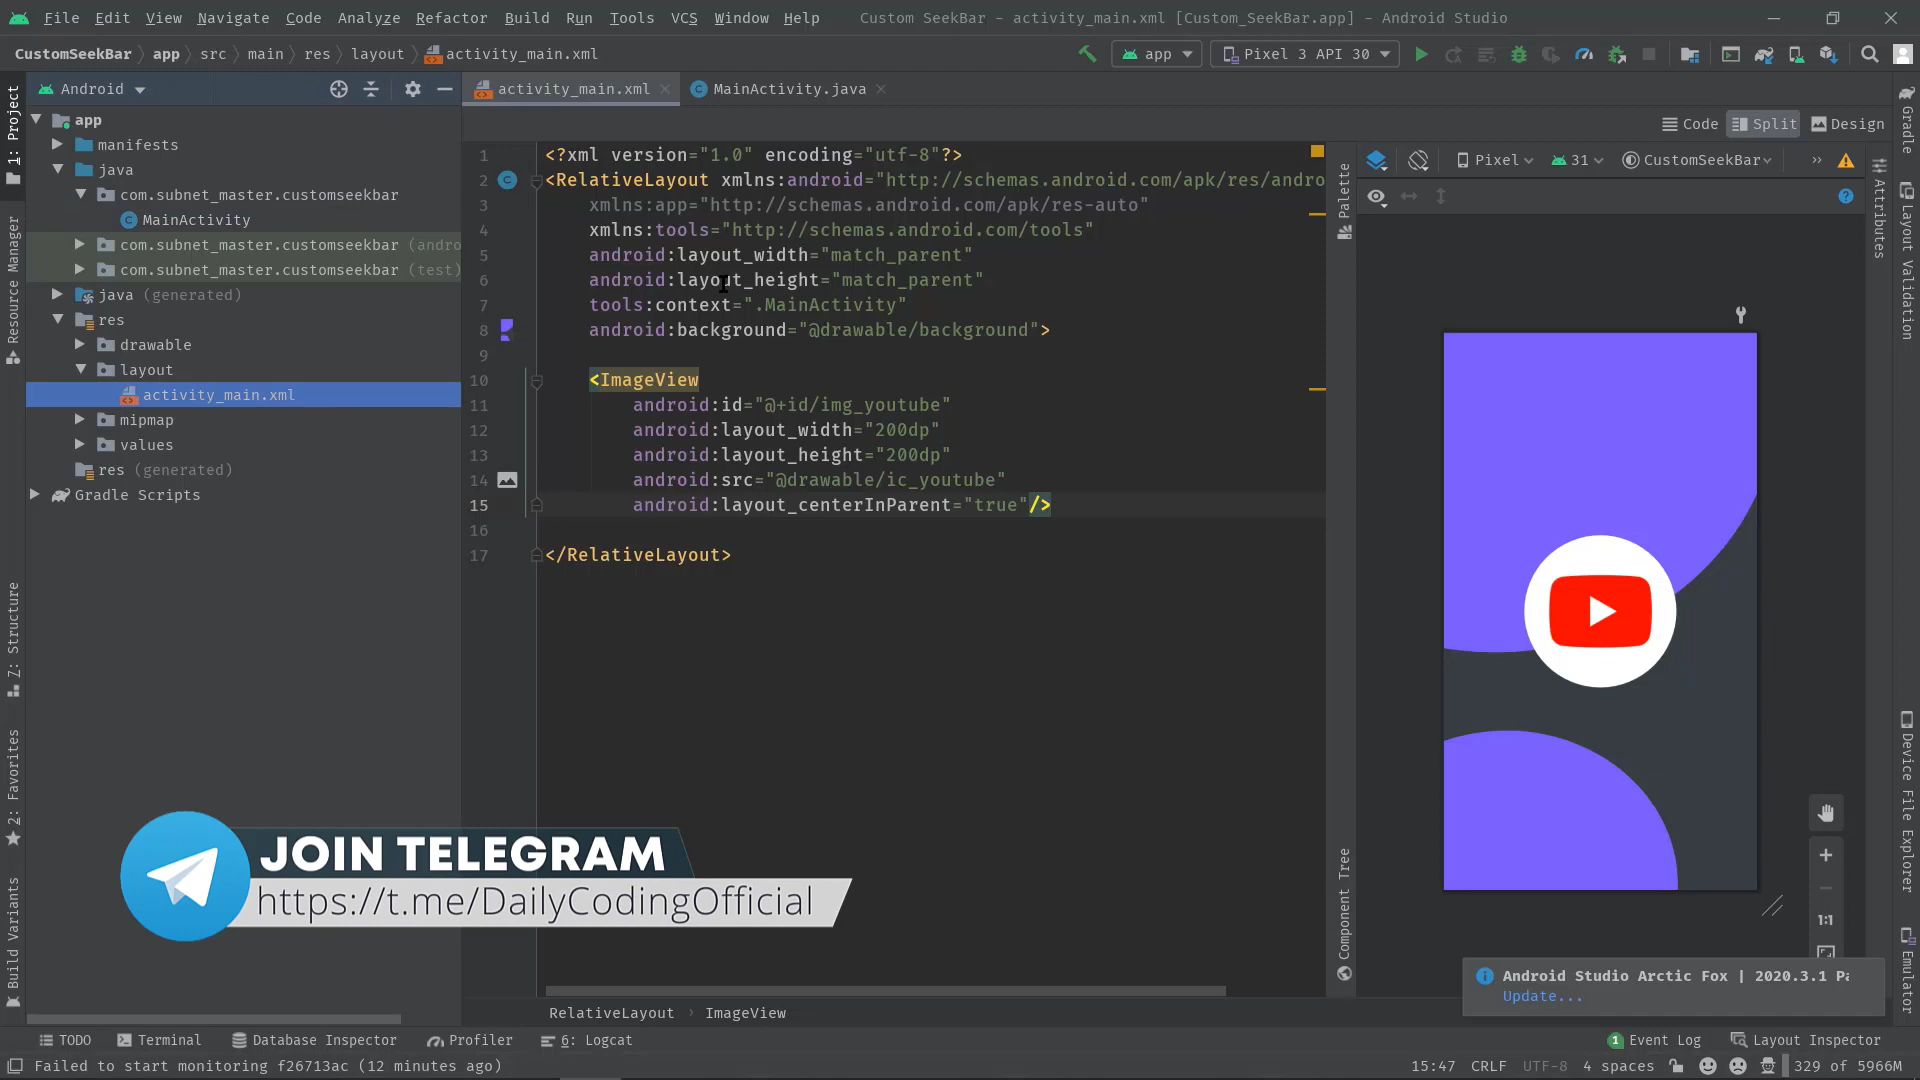 File Edit View Navigate Code Analyze Refactor Build Run Tools VCS Window Help Custom SeekBar - activity_main.xml [Custom_SeekBar.app] - Android Studio
CustomSeekBar app src main res layout activity_main.xml app Pixel 3 API 30
Android
activity_main.xml MainActivity.java
Code Split Design
Pixel 31 CustomSeekBar
1: Project
Resource Manager
Z: Structure
2: Favorites
Build Variants
app
manifests
java
com.subnet_master.customseekbar
MainActivity
com.subnet_master.customseekbar (andro
com.subnet_master.customseekbar (test)
java (generated)
res
drawable
layout
activity_main.xml
mipmap
values
res (generated)
Gradle Scripts
1 <?xml version="1.0" encoding="utf-8"?>
2 <RelativeLayout xmlns:android="http://schemas.android.com/apk/res/andro
3 xmlns:app="http://schemas.android.com/apk/res-auto"
4 xmlns:tools="http://schemas.android.com/tools"
5 android:layout_width="match_parent"
6 android:layout_height="match_parent"
7 tools:context=".MainActivity"
8 android:background="@drawable/background">
9
10 <ImageView
11 android:id="@+id/img_youtube"
12 android:layout_width="200dp"
13 android:layout_height="200dp"
14 android:src="@drawable/ic_youtube"
15 android:layout_centerInParent="true"/>
16
17 </RelativeLayout>
Palette
Component Tree
Gradle
Attributes
Layout Validation
Device File Explorer
Emulator
1:1
JOIN TELEGRAM
https://t.me/DailyCodingOfficial
Android Studio Arctic Fox | 2020.3.1 Pa
Update...
RelativeLayout › ImageView
TODO Terminal Database Inspector Profiler 6: Logcat 1 Event Log Layout Inspector
Failed to start monitoring f26713ac (12 minutes ago) 15:47 CRLF UTF-8 4 spaces 329 of 5966M